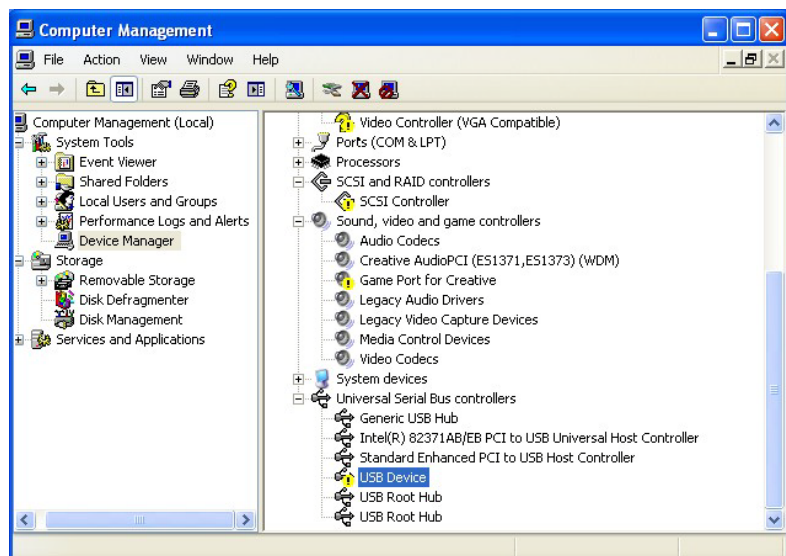 Computer Management
File Action View Window Help
Computer Management (Local)
System Tools
Event Viewer
Shared Folders
Local Users and Groups
Performance Logs and Alerts
Device Manager
Storage
Removable Storage
Disk Defragmenter
Disk Management
Services and Applications
Video Controller (VGA Compatible)
Ports (COM & LPT)
Processors
SCSI and RAID controllers
SCSI Controller
Sound, video and game controllers
Audio Codecs
Creative AudioPCI (ES1371,ES1373) (WDM)
Game Port for Creative
Legacy Audio Drivers
Legacy Video Capture Devices
Media Control Devices
Video Codecs
System devices
Universal Serial Bus controllers
Generic USB Hub
Intel(R) 82371AB/EB PCI to USB Universal Host Controller
Standard Enhanced PCI to USB Host Controller
USB Device
USB Root Hub
USB Root Hub